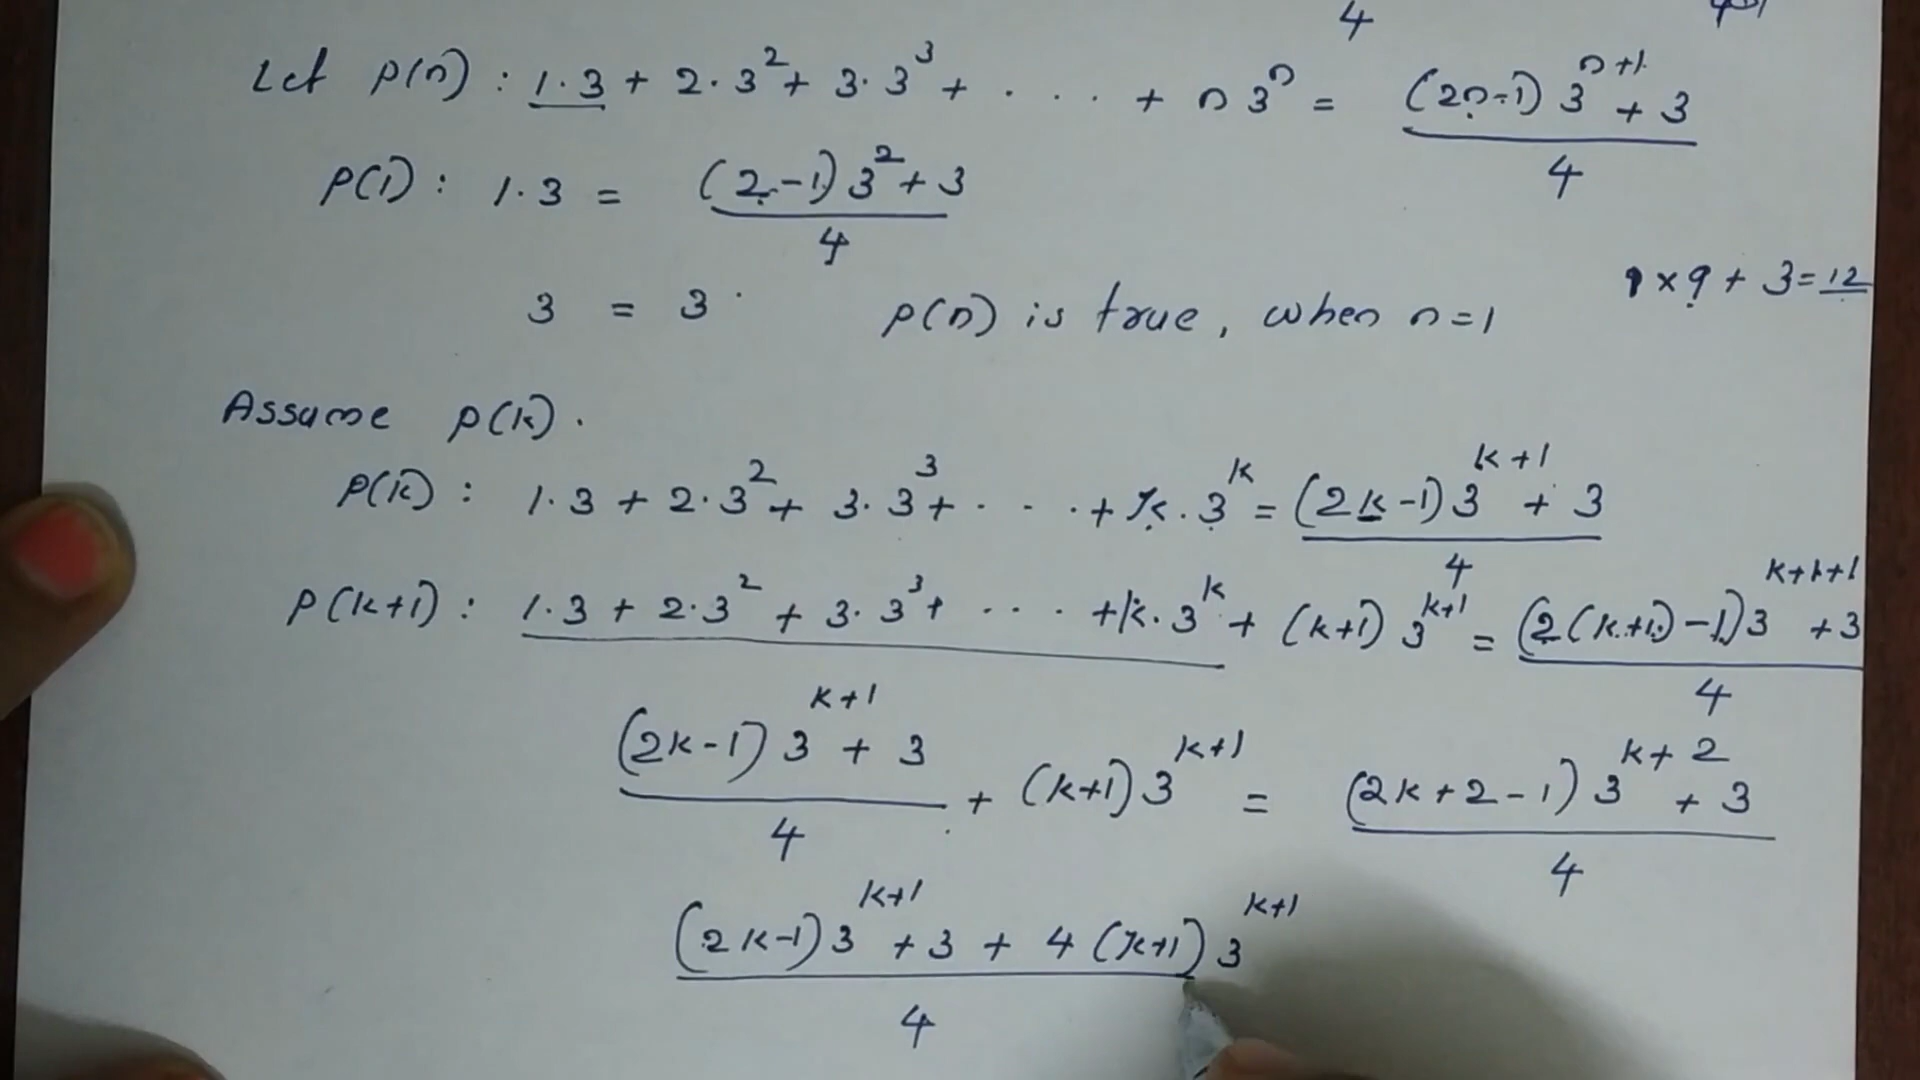 4
Let P(n) : 1·3 + 2·3² + 3·3³ + · · · · + n 3ⁿ = (2n-1) 3ⁿ⁺¹ + 3 / 4
P(1) : 1·3 = (2-1) 3² + 3 / 4
1 × 9 + 3 = 12
3 = 3 · P(n) is true, when n = 1
Assume P(k) .
P(k) : 1·3 + 2·3² + 3·3³ + · · · · + k·3ᵏ = (2k-1) 3ᵏ⁺¹ + 3 / 4
P(k+1) : 1·3 + 2·3² + 3·3³ + · · · · + k·3ᵏ + (k+1) 3ᵏ⁺¹ = (2(k+1)-1) 3ᵏ⁺¹⁺¹ + 3 / 4
(2k-1) 3ᵏ⁺¹ + 3 / 4 + (k+1) 3ᵏ⁺¹ = (2k+2-1) 3ᵏ⁺² + 3 / 4
(2k-1) 3ᵏ⁺¹ + 3 + 4 (k+1) 3ᵏ⁺¹ / 4